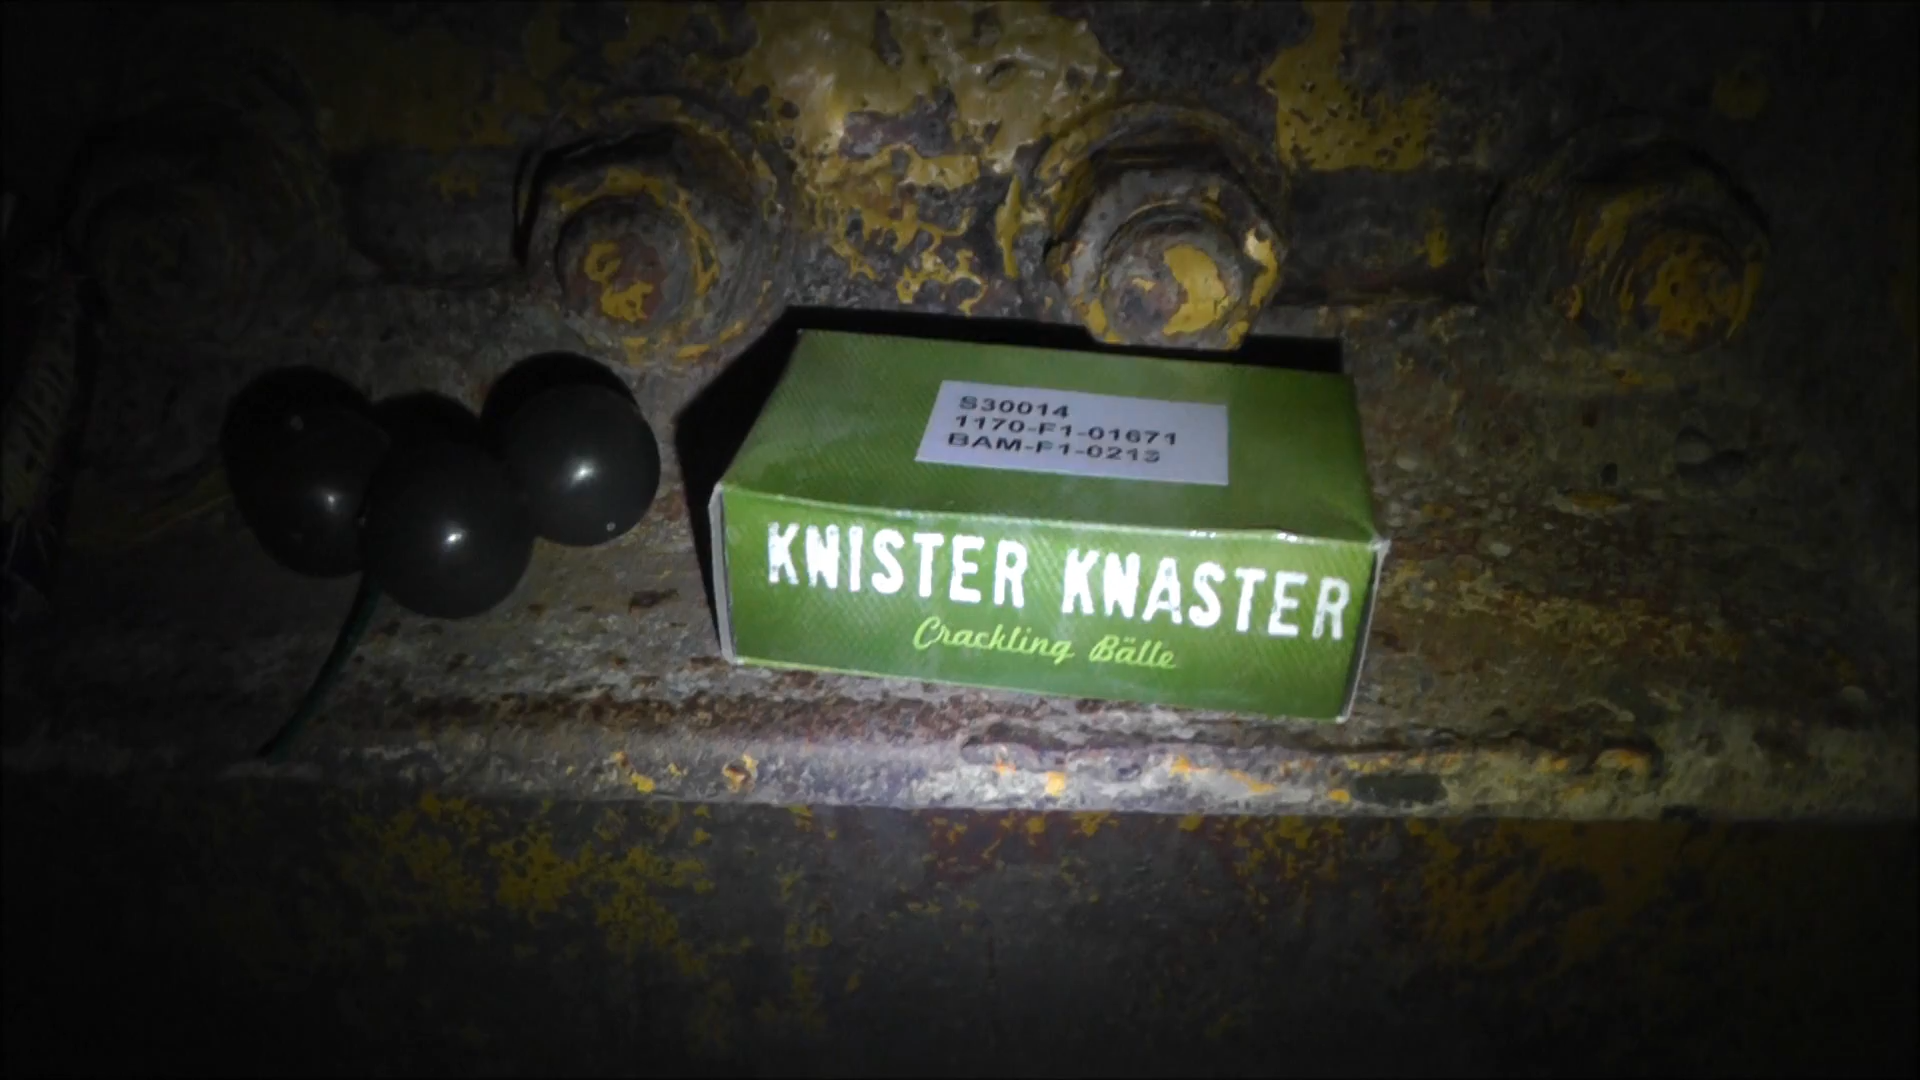 S30014
1170-F1-01671
BAM-F1-0213
KNISTER KNASTER
Crackling Bälle